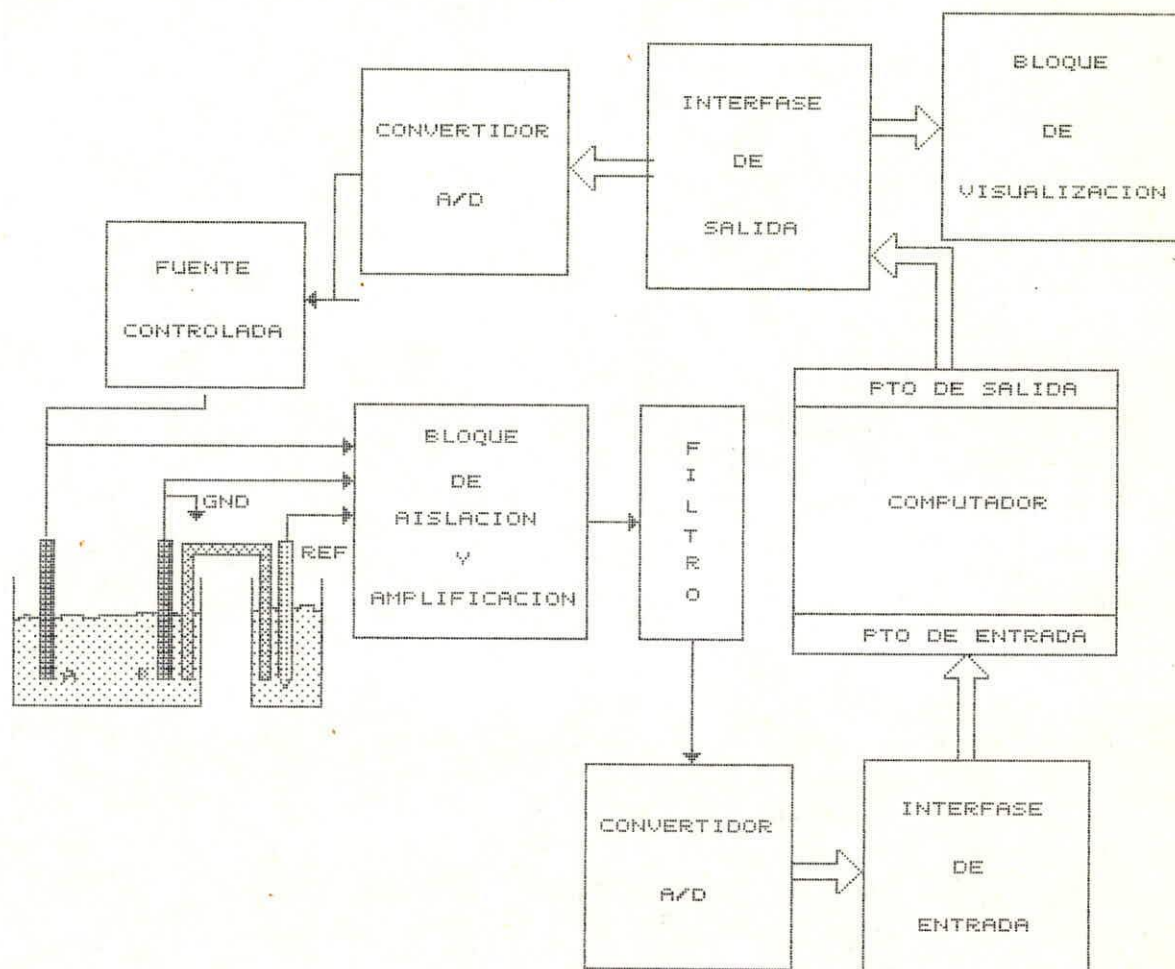 BLOQUE
DE
VISUALIZACION
INTERFASE
DE
SALIDA
CONVERTIDOR
A/D
FUENTE
CONTROLADA
PTO DE SALIDA
COMPUTADOR
PTO DE ENTRADA
BLOQUE
DE
AISLACION
Y
AMPLIFICACION
FILTRO
GND
REF
A
CONVERTIDOR
A/D
INTERFASE
DE
ENTRADA